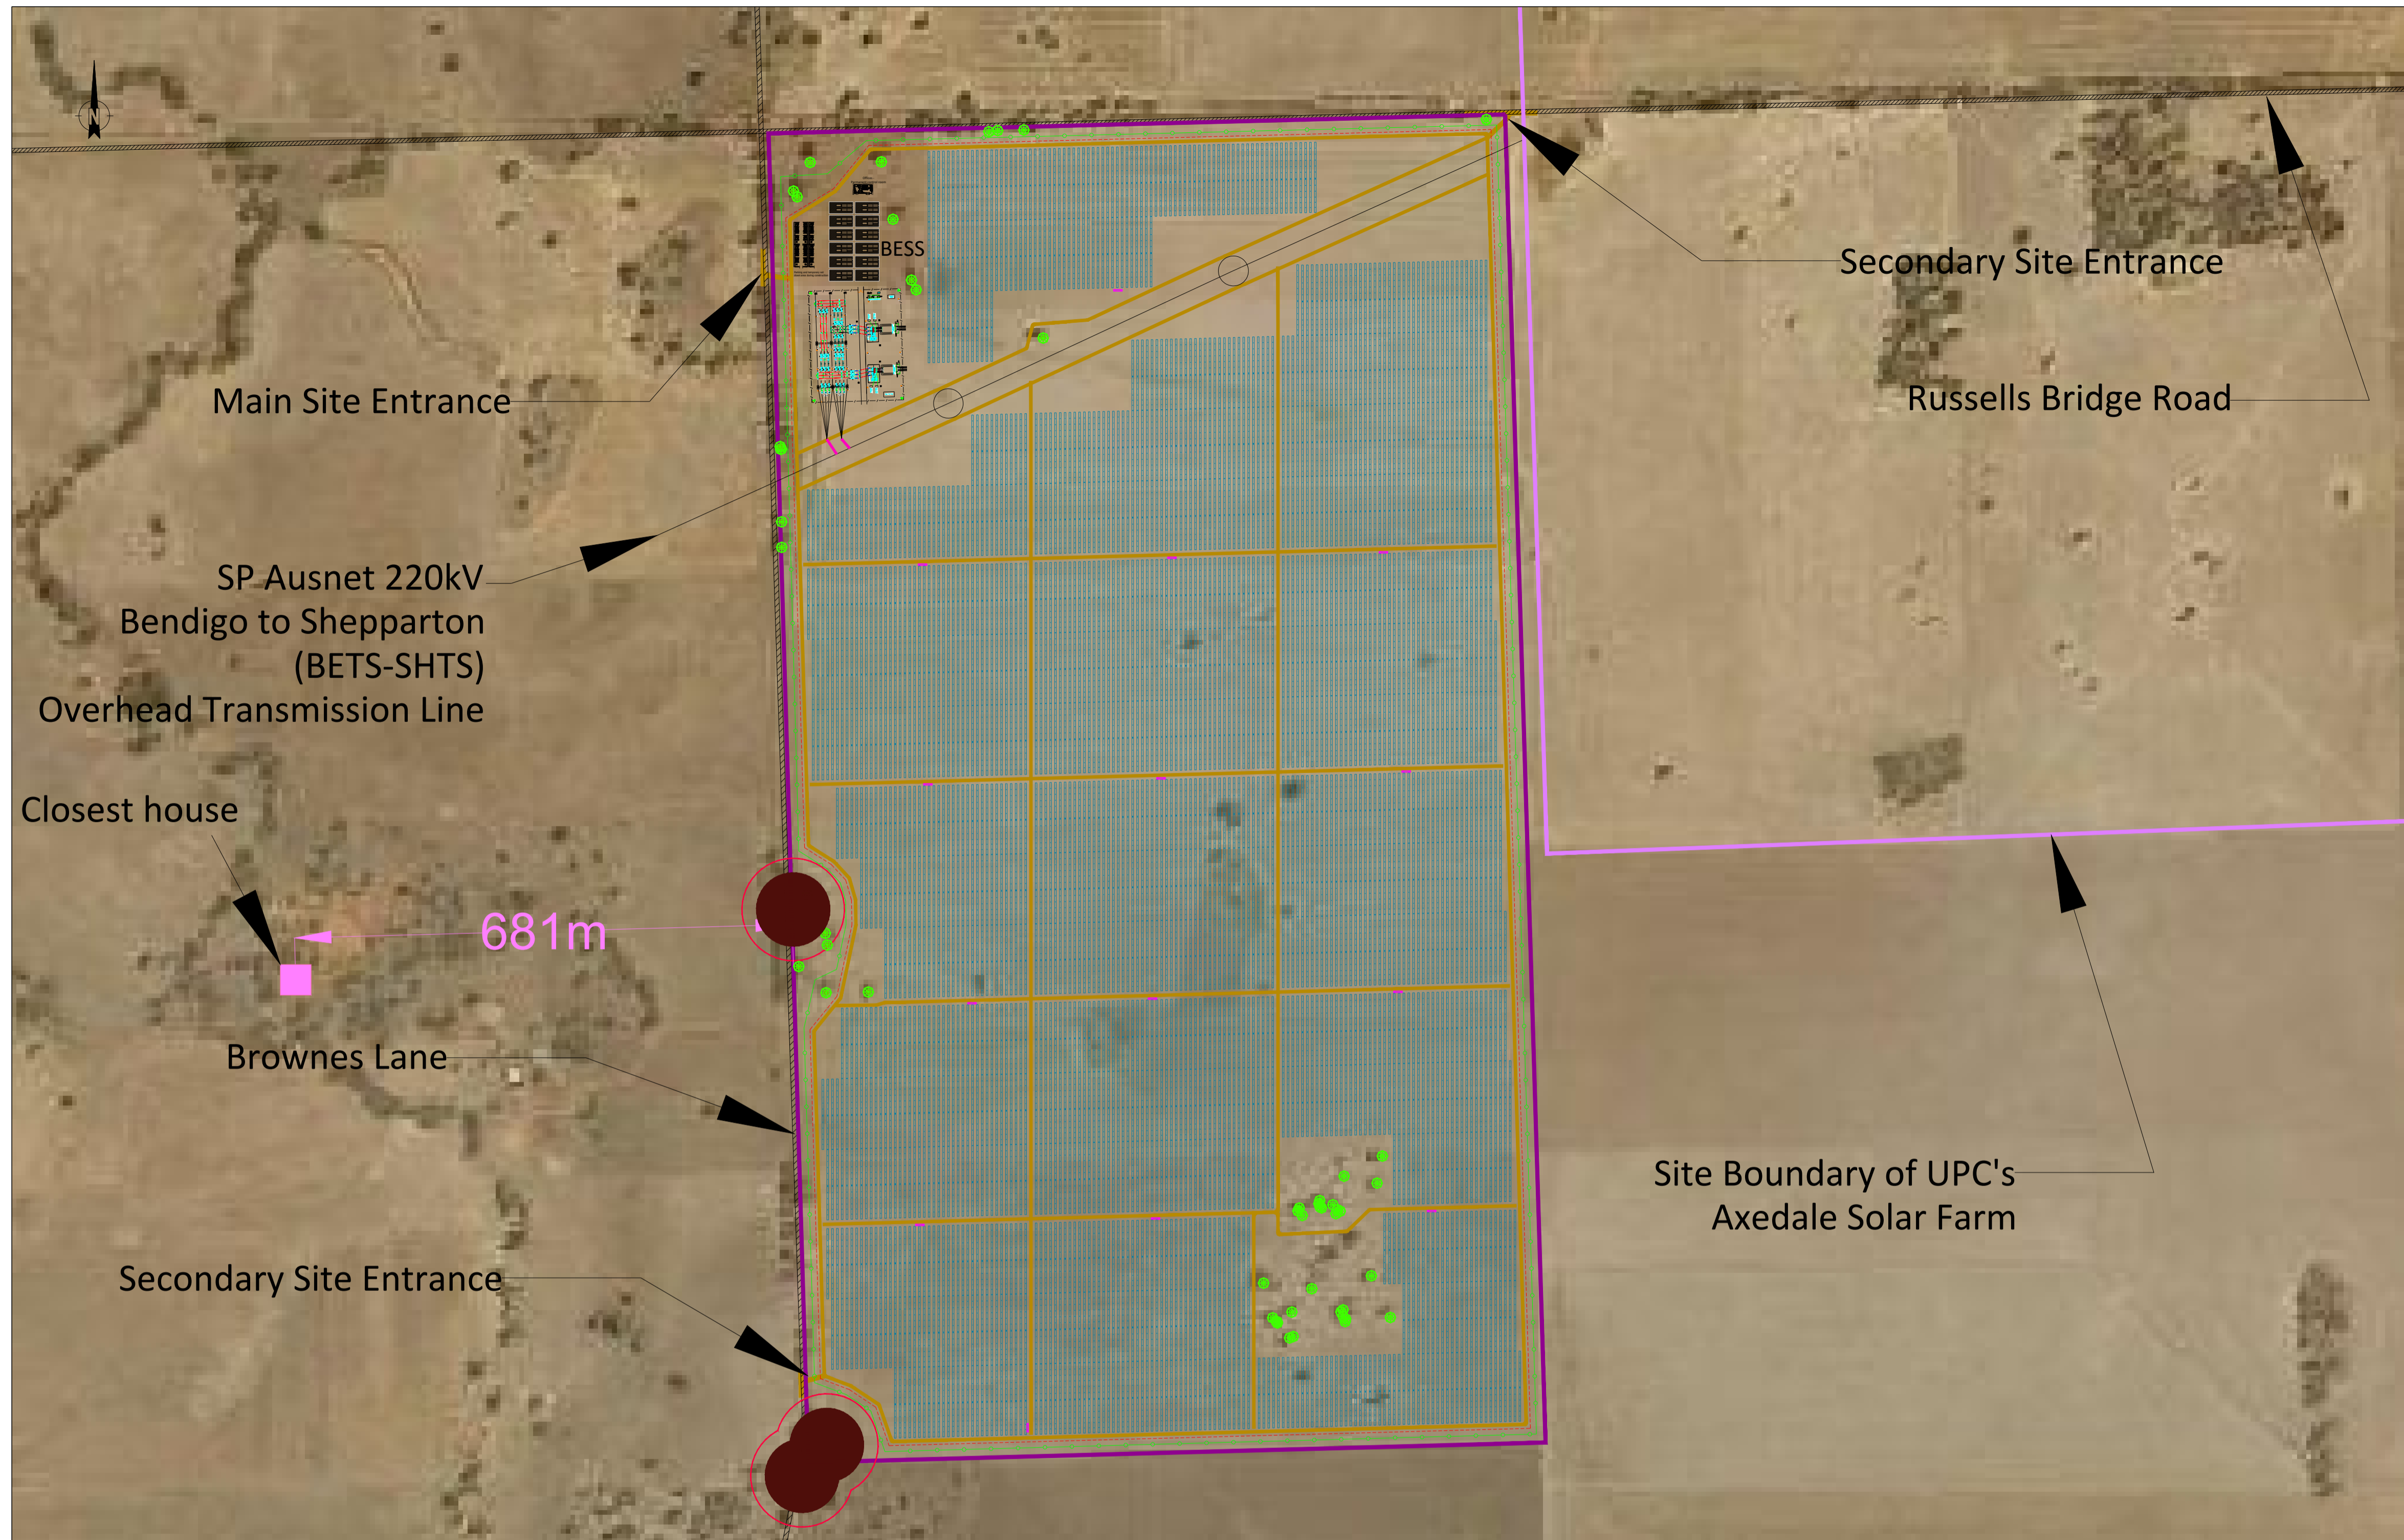 N
BESS
Secondary Site Entrance
Main Site Entrance
Russells Bridge Road
SP Ausnet 220kV
Bendigo to Shepparton
(BETS-SHTS)
Overhead Transmission Line
Closest house
681m
Brownes Lane
Site Boundary of UPC's
Axedale Solar Farm
Secondary Site Entrance